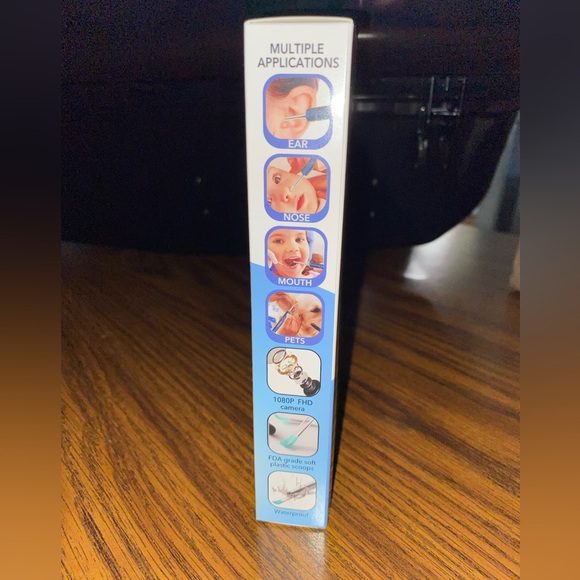 MULTIPLE
APPLICATIONS
EAR
NOSE
MOUTH
PETS
1080P FHD
camera
FDA grade soft
plastic scoops
Waterproof